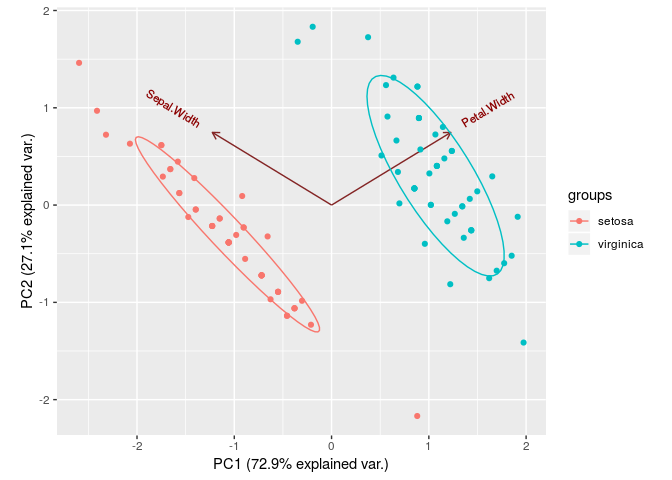 2
1
0
-1
-2
-2
-1
0
1
2
PC1 (72.9% explained var.)
PC2 (27.1% explained var.)
Sepal.Width
Petal.Width
groups
setosa
virginica